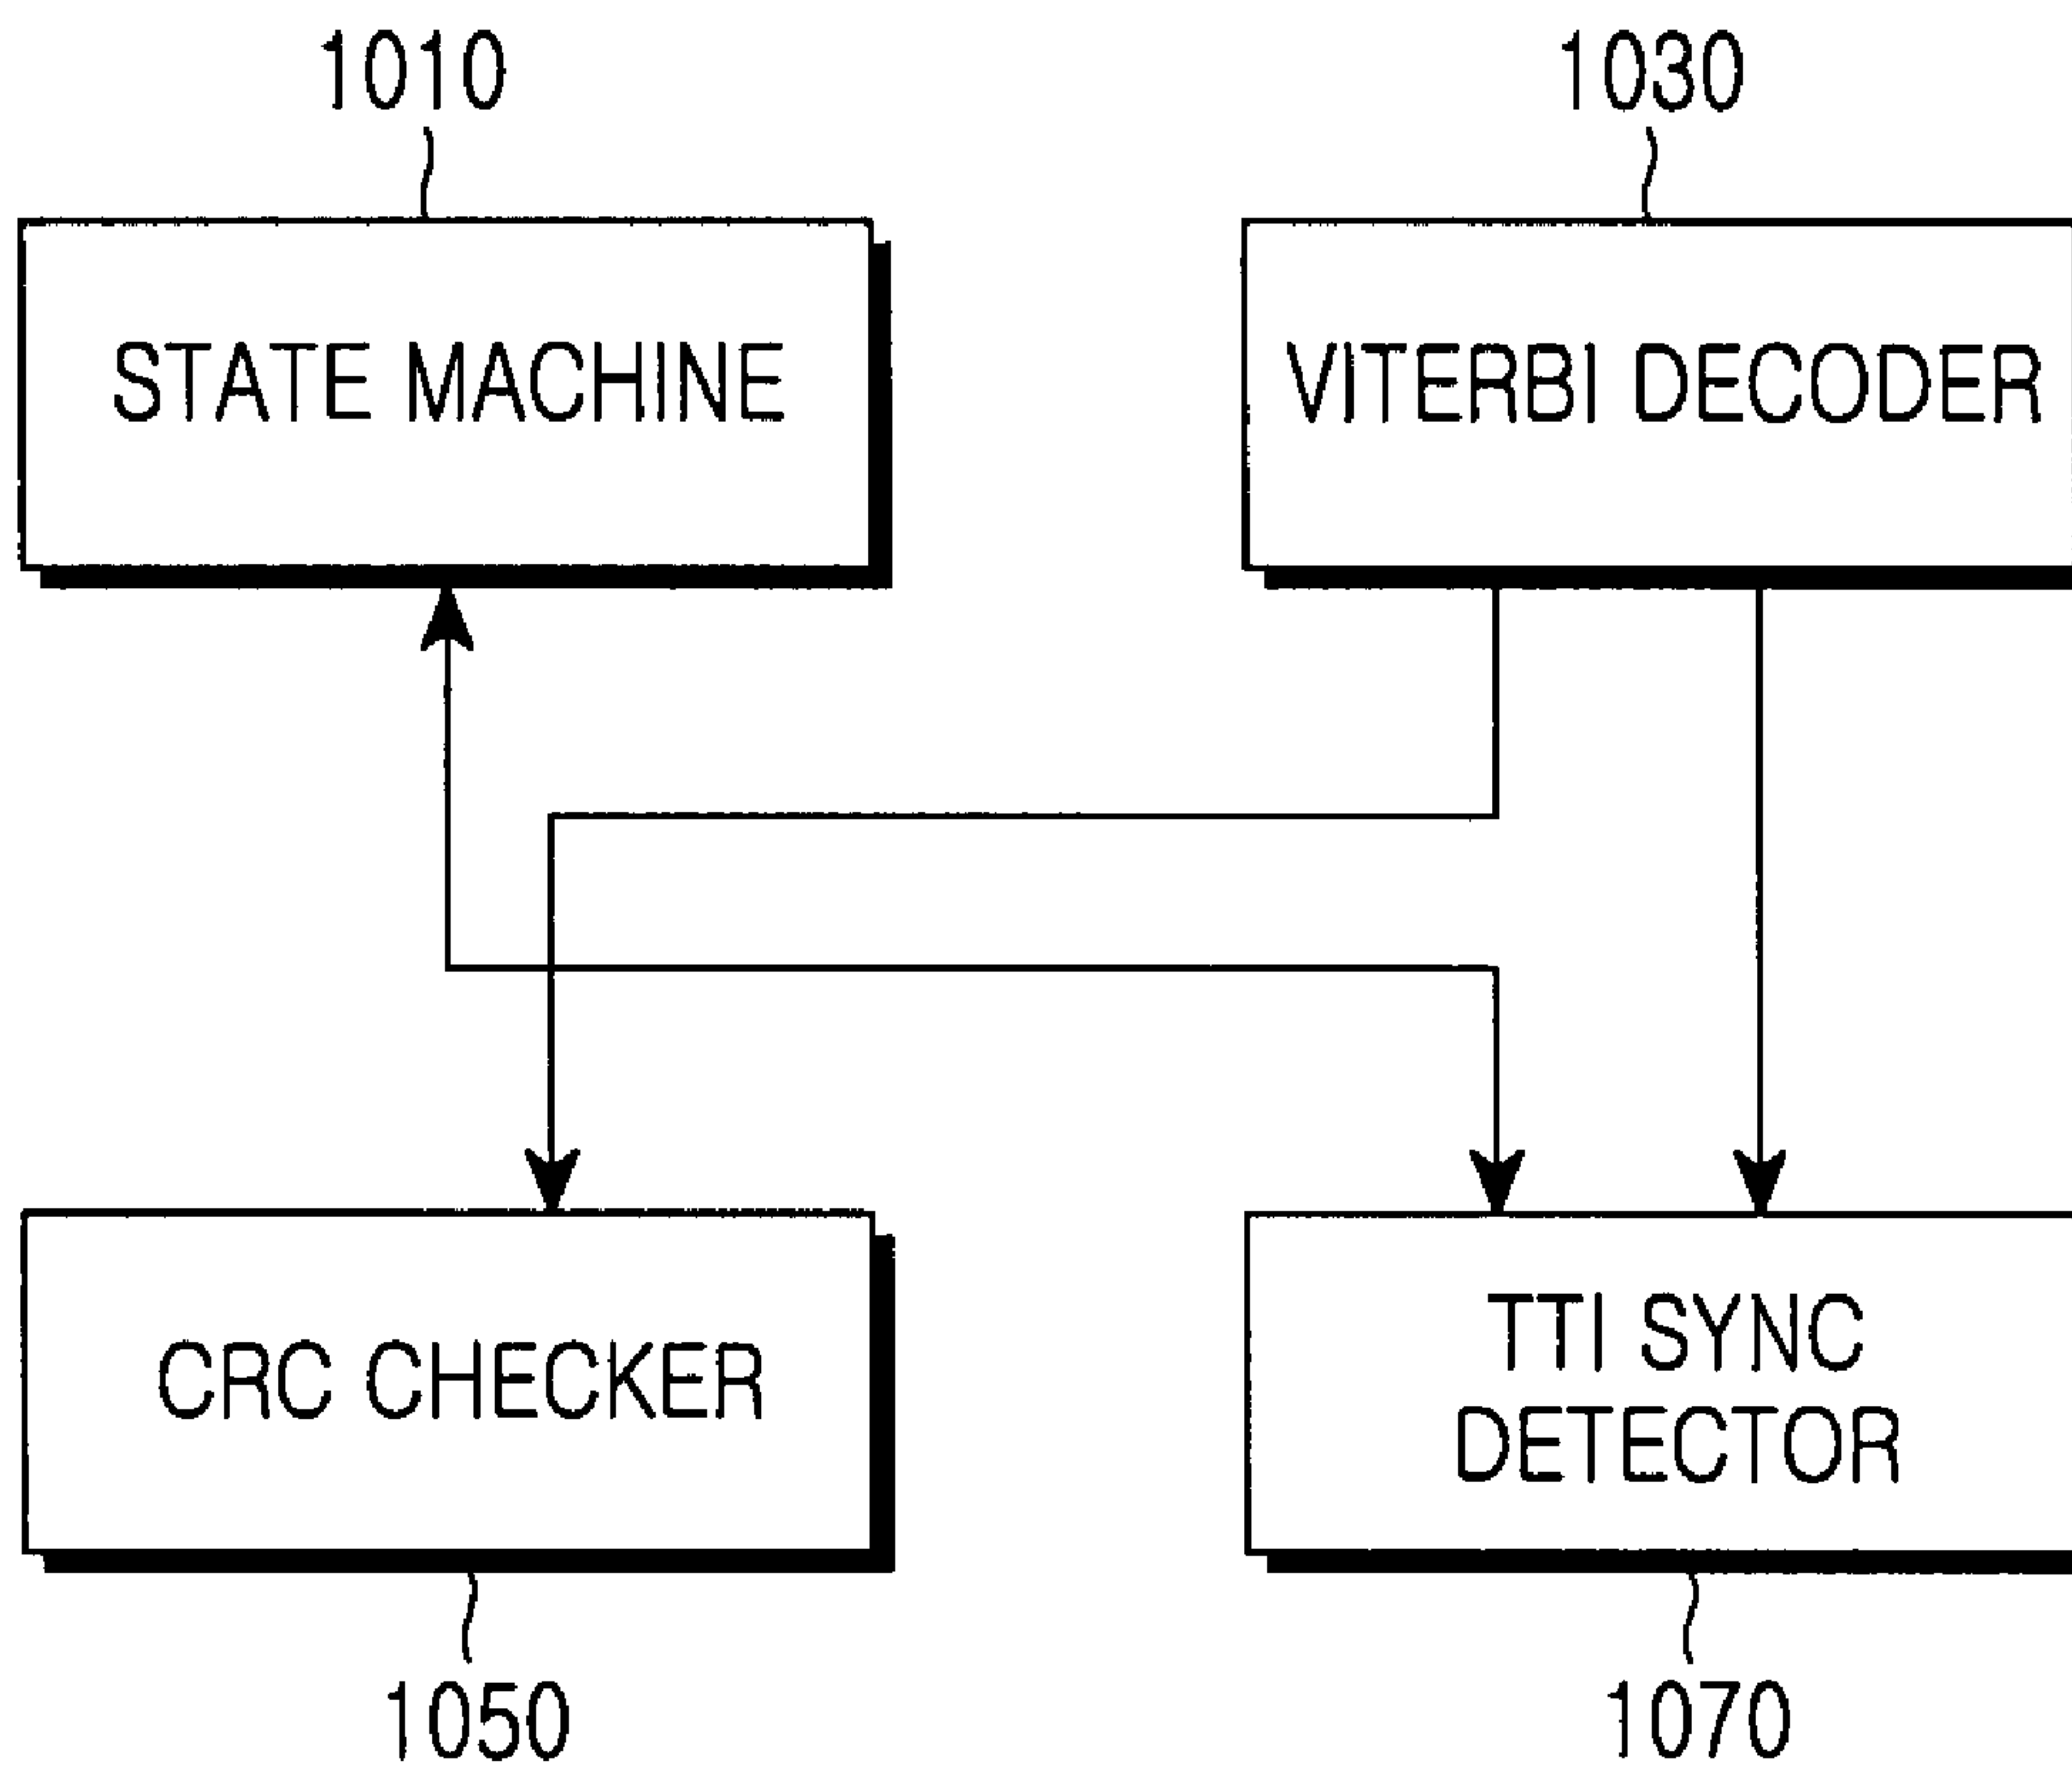 1010
1030
STATE MACHINE
VITERBI DECODER
CRC CHECKER
TTI SYNC
DETECTOR
1050
1070